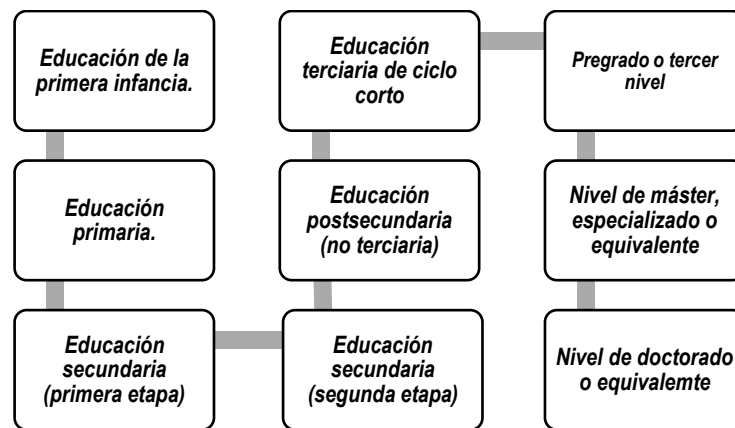 Educación de la
primera infancia.
Educación
primaria.
Educación
secundaria
(primera etapa)
Educación
secundaria
(segunda etapa)
Educación
postsecundaria
(no terciaria)
Educación
terciaria de ciclo
corto
Pregrado o tercer
nivel
Nivel de máster,
especializado o
equivalente
Nivel de doctorado
o equivalemte